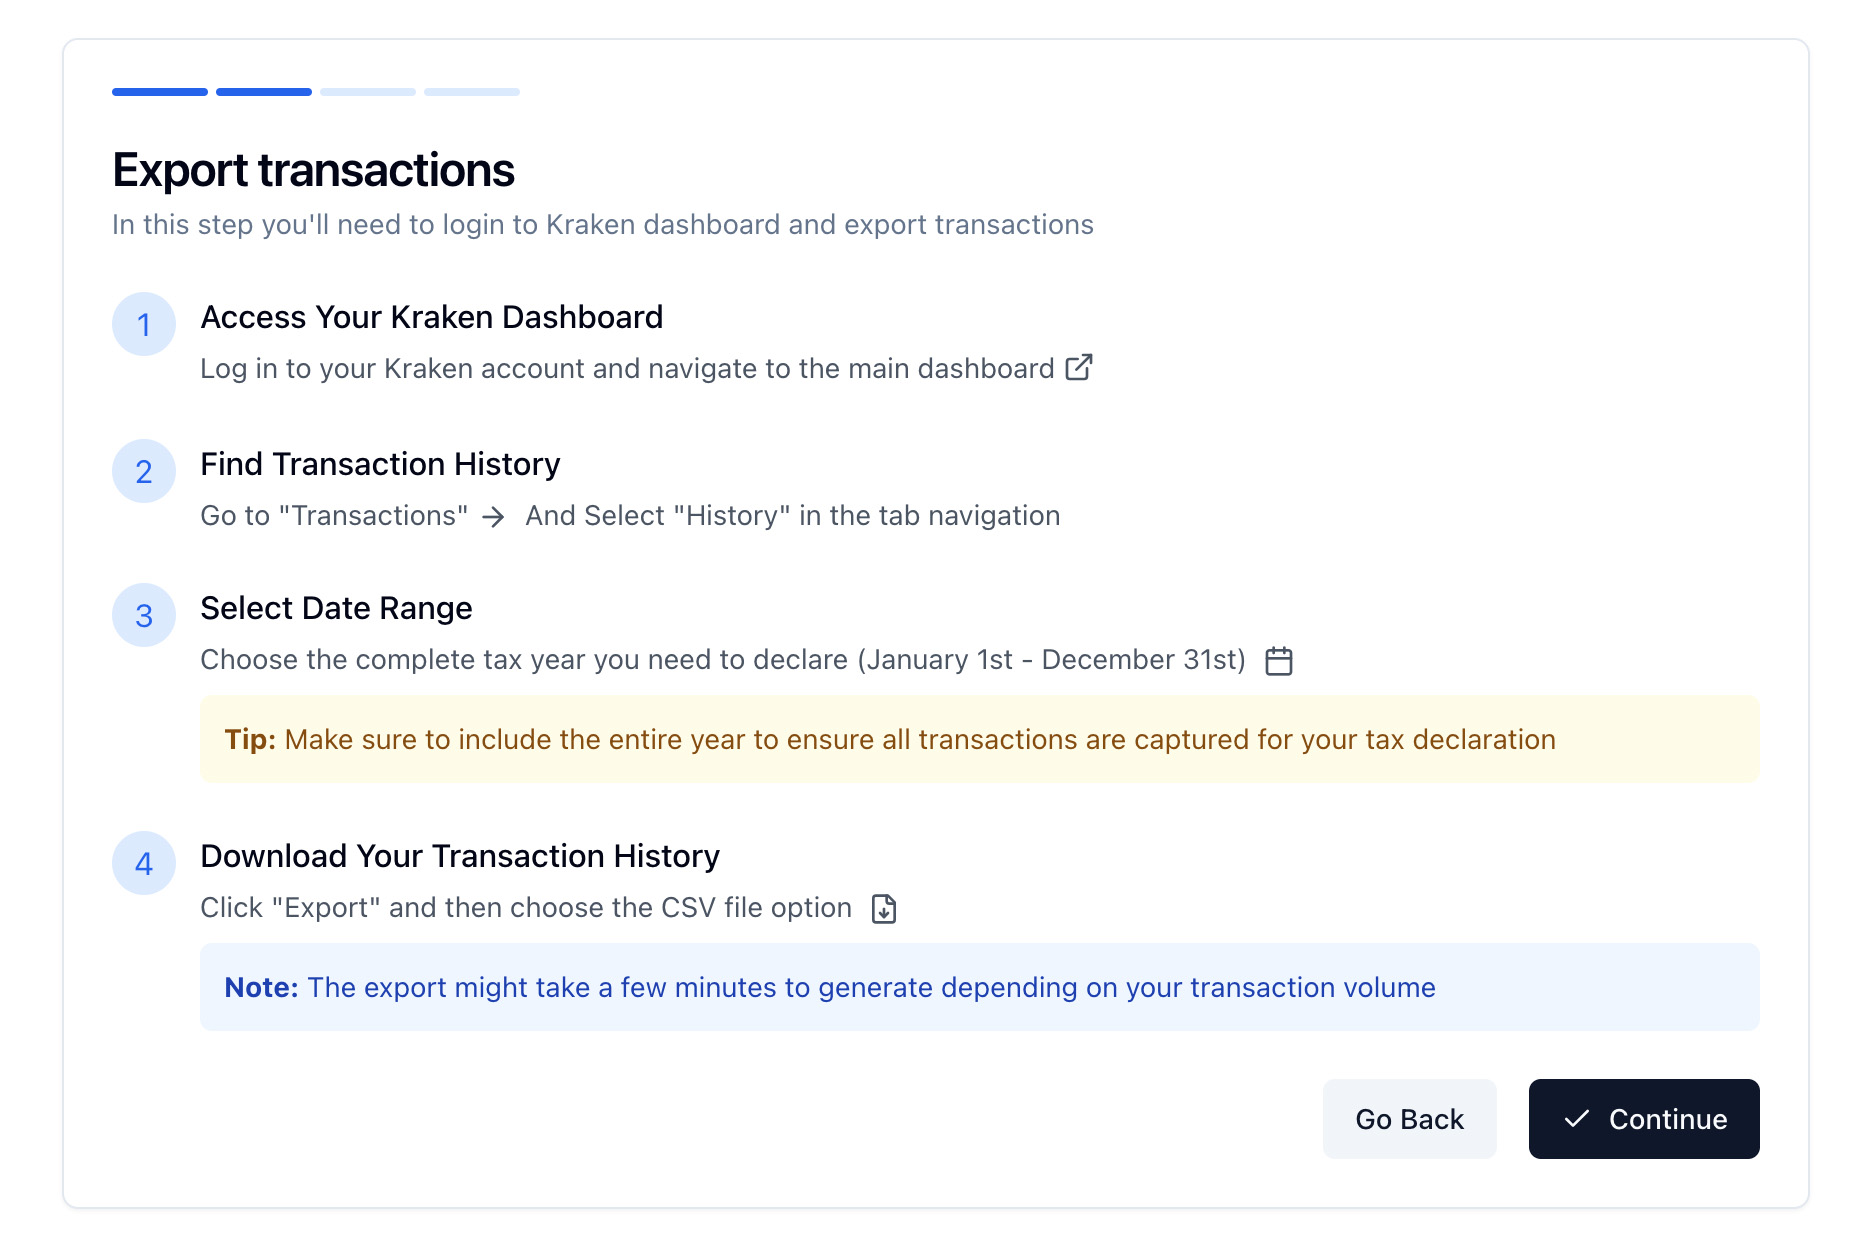 Export transactions
In this step you'll need to login to Kraken dashboard and export transactions
1
Access Your Kraken Dashboard
Log in to your Kraken account and navigate to the main dashboard
2
Find Transaction History
Go to "Transactions" → And Select "History" in the tab navigation
3
Select Date Range
Choose the complete tax year you need to declare (January 1st - December 31st)
Tip: Make sure to include the entire year to ensure all transactions are captured for your tax declaration
4
Download Your Transaction History
Click "Export" and then choose the CSV file option
Note: The export might take a few minutes to generate depending on your transaction volume
Go Back
Continue